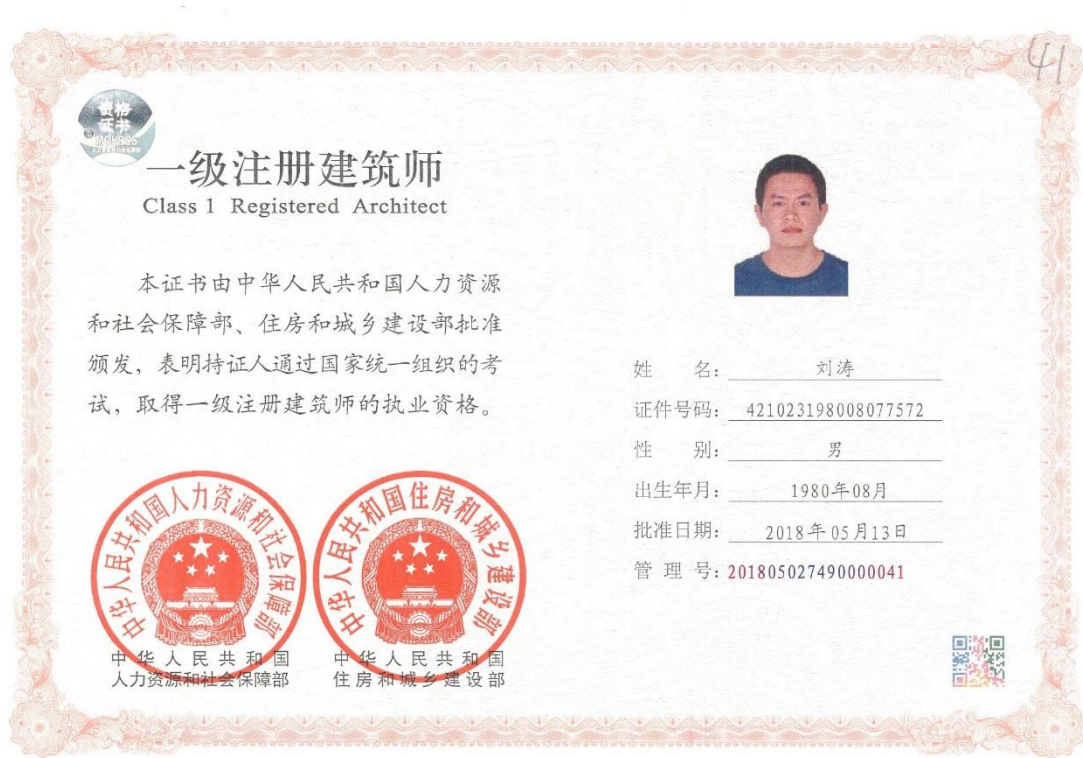 41
资格
证书
MOHRSS
一级注册建筑师
Class 1 Registered Architect
本证书由中华人民共和国人力资源
和社会保障部、住房和城乡建设部批准
颁发，表明持证人通过国家统一组织的考
试，取得一级注册建筑师的执业资格。
中华人民共和国人力资源和社会保障部
中华人民共和国住房和城乡建设部
中华人民共和国
人力资源和社会保障部
中华人民共和国
住房和城乡建设部
姓 名：刘涛
证件号码：421023198008077572
性 别：男
出生年月：1980年08月
批准日期：2018年05月13日
管 理 号：201805027490000041